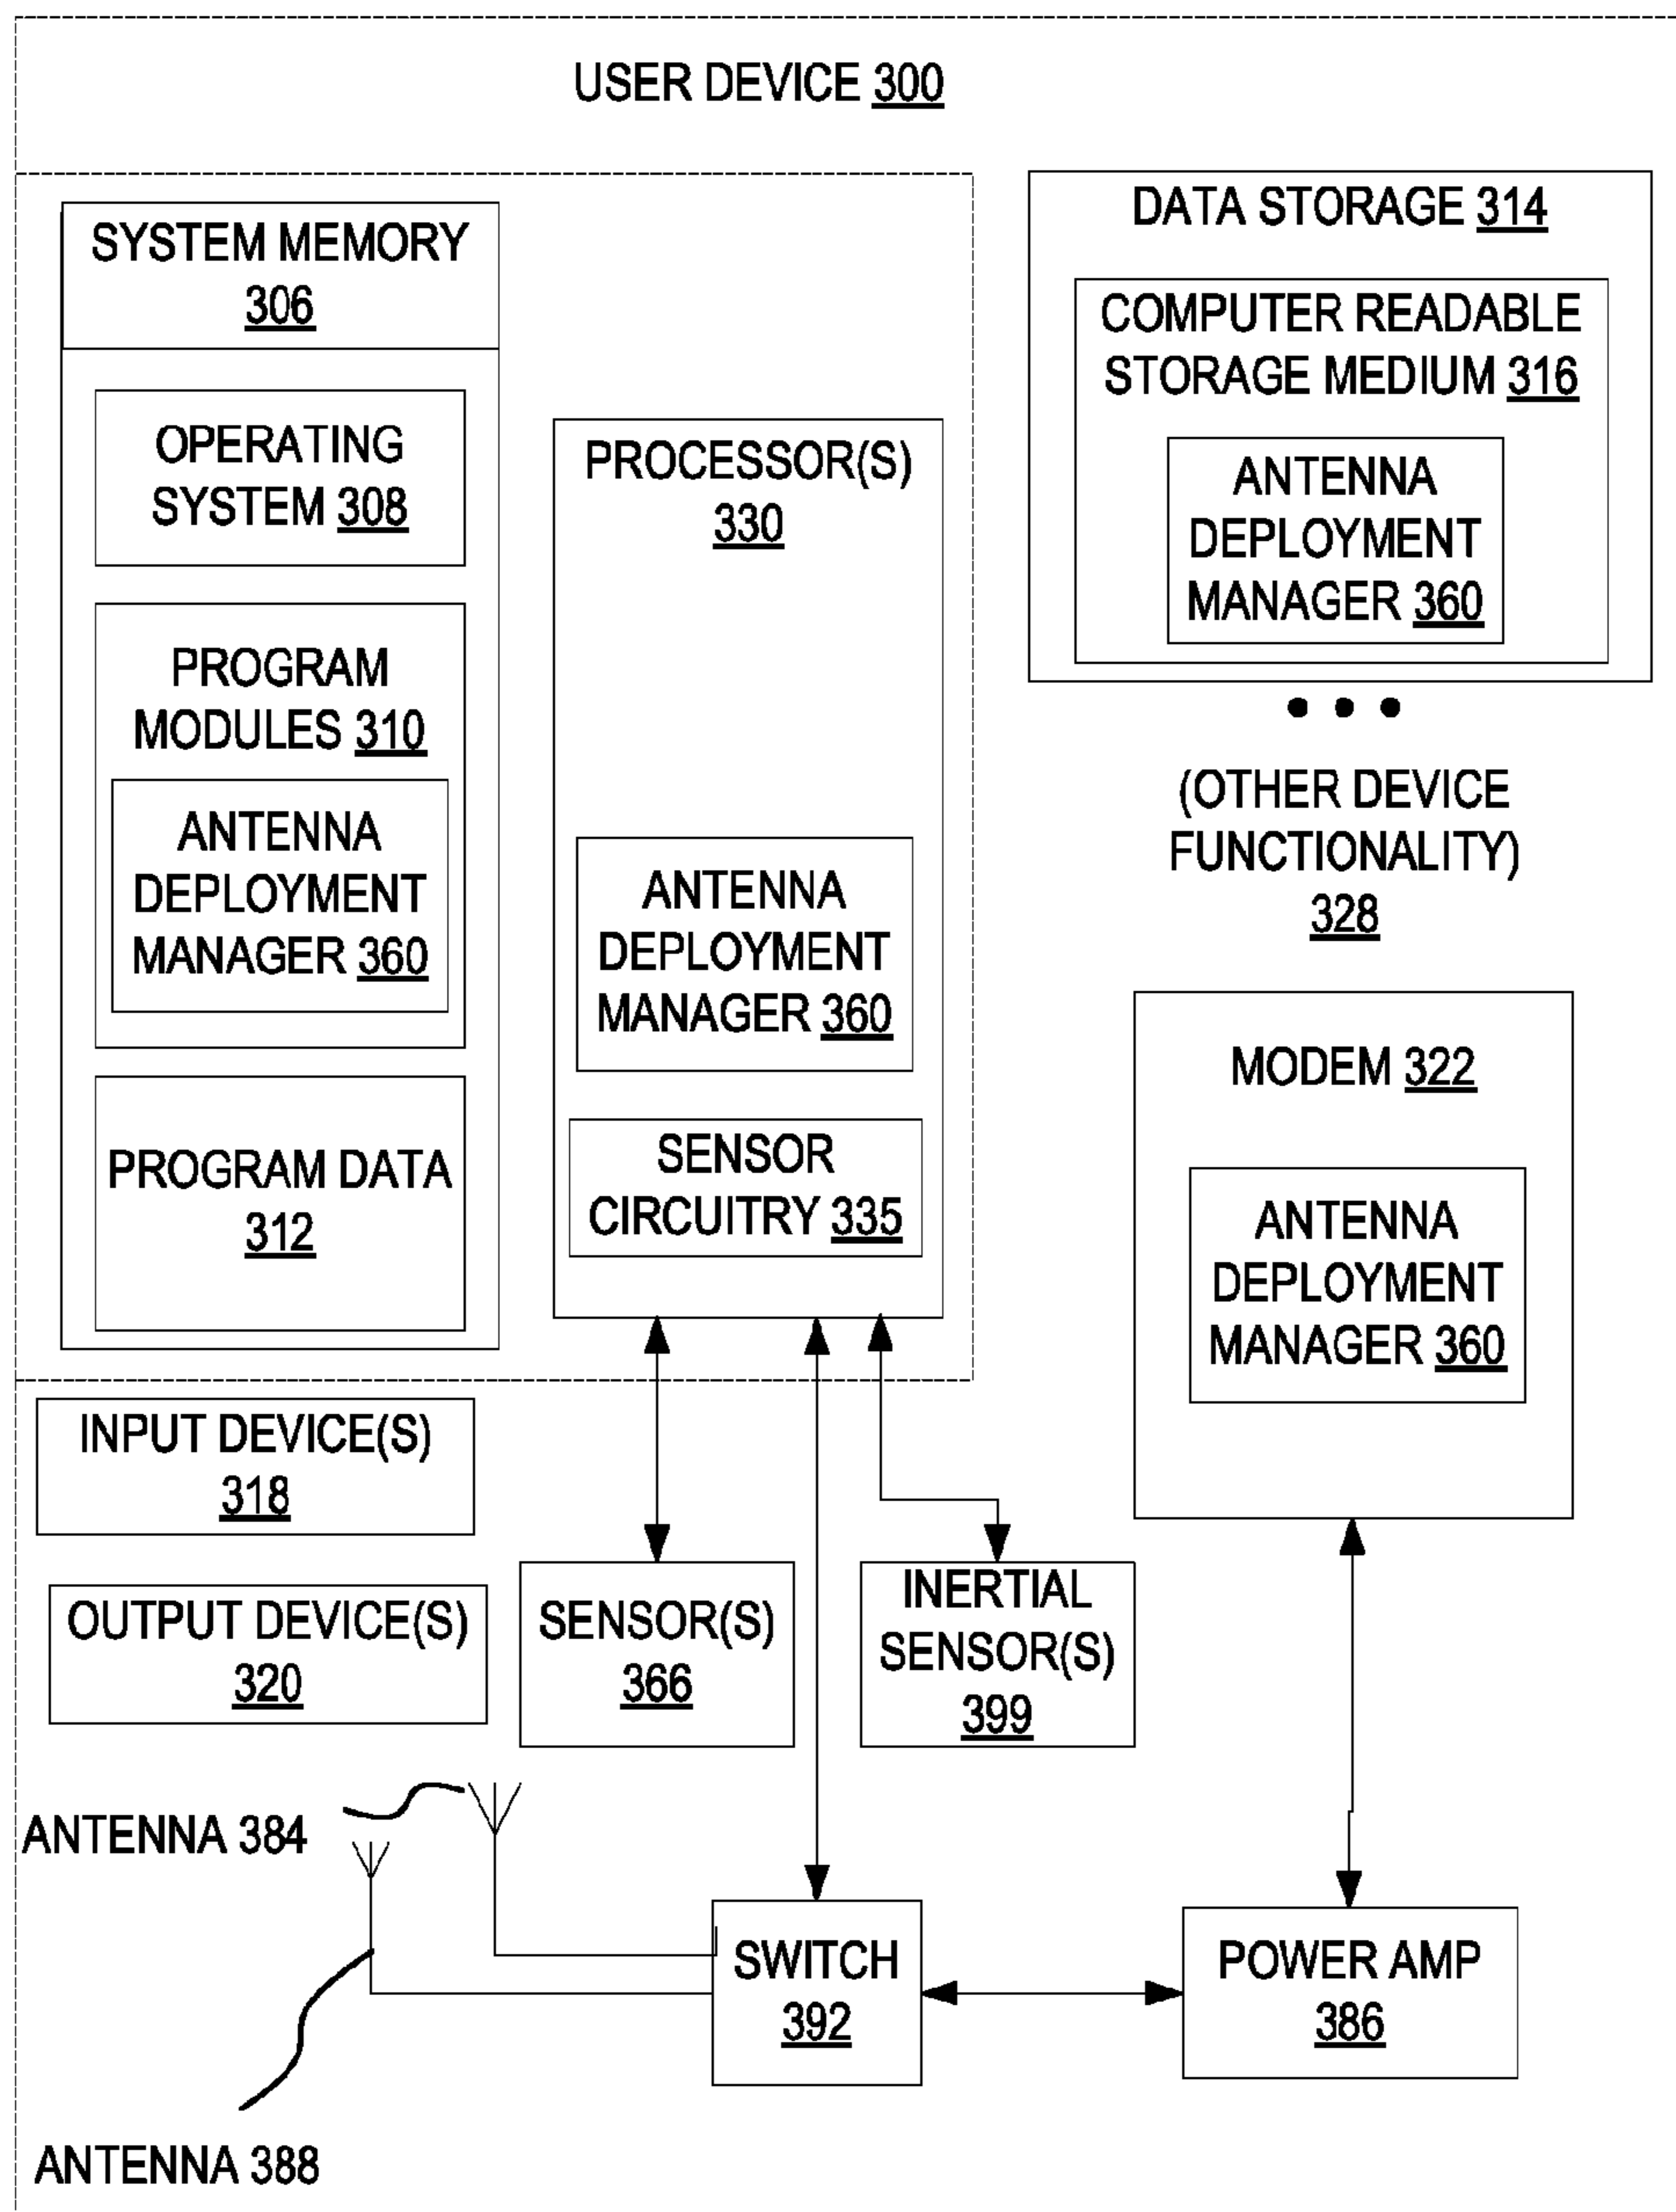 USER DEVICE 300
SYSTEM MEMORY
306
OPERATING
SYSTEM 308
PROGRAM
MODULES 310
ANTENNA
DEPLOYMENT
MANAGER 360
PROGRAM DATA
312
PROCESSOR(S)
330
ANTENNA
DEPLOYMENT
MANAGER 360
SENSOR
CIRCUITRY 335
DATA STORAGE 314
COMPUTER READABLE
STORAGE MEDIUM 316
ANTENNA
DEPLOYMENT
MANAGER 360
• • •
(OTHER DEVICE
FUNCTIONALITY)
328
MODEM 322
ANTENNA
DEPLOYMENT
MANAGER 360
INPUT DEVICE(S)
318
OUTPUT DEVICE(S)
320
SENSOR(S)
366
INERTIAL
SENSOR(S)
399
ANTENNA 384
ANTENNA 388
SWITCH
392
POWER AMP
386